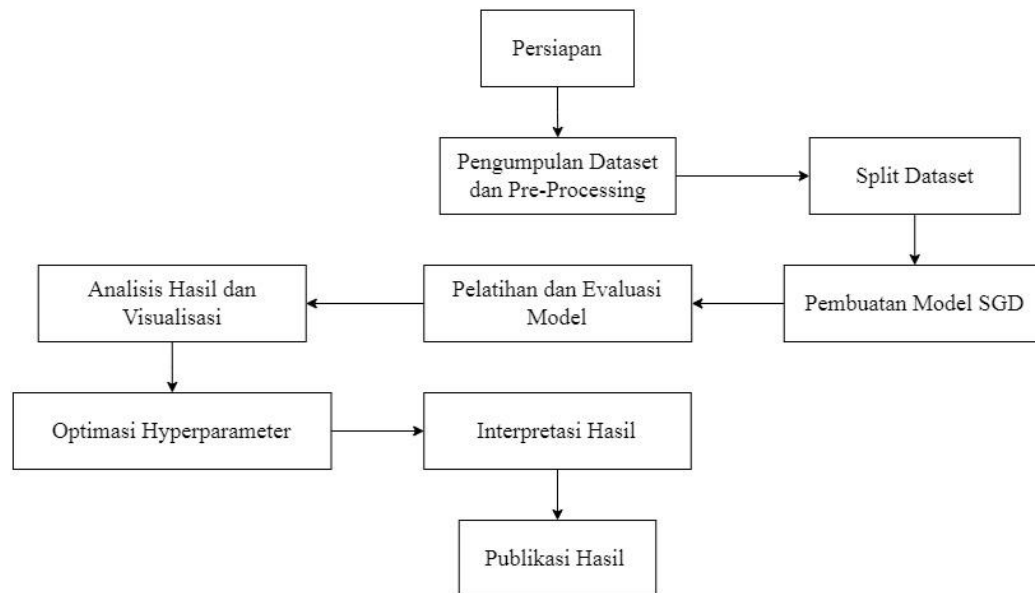 Persiapan
Pengumpulan Dataset
dan Pre-Processing
Split Dataset
Pembuatan Model SGD
Pelatihan dan Evaluasi
Model
Analisis Hasil dan
Visualisasi
Optimasi Hyperparameter
Interpretasi Hasil
Publikasi Hasil